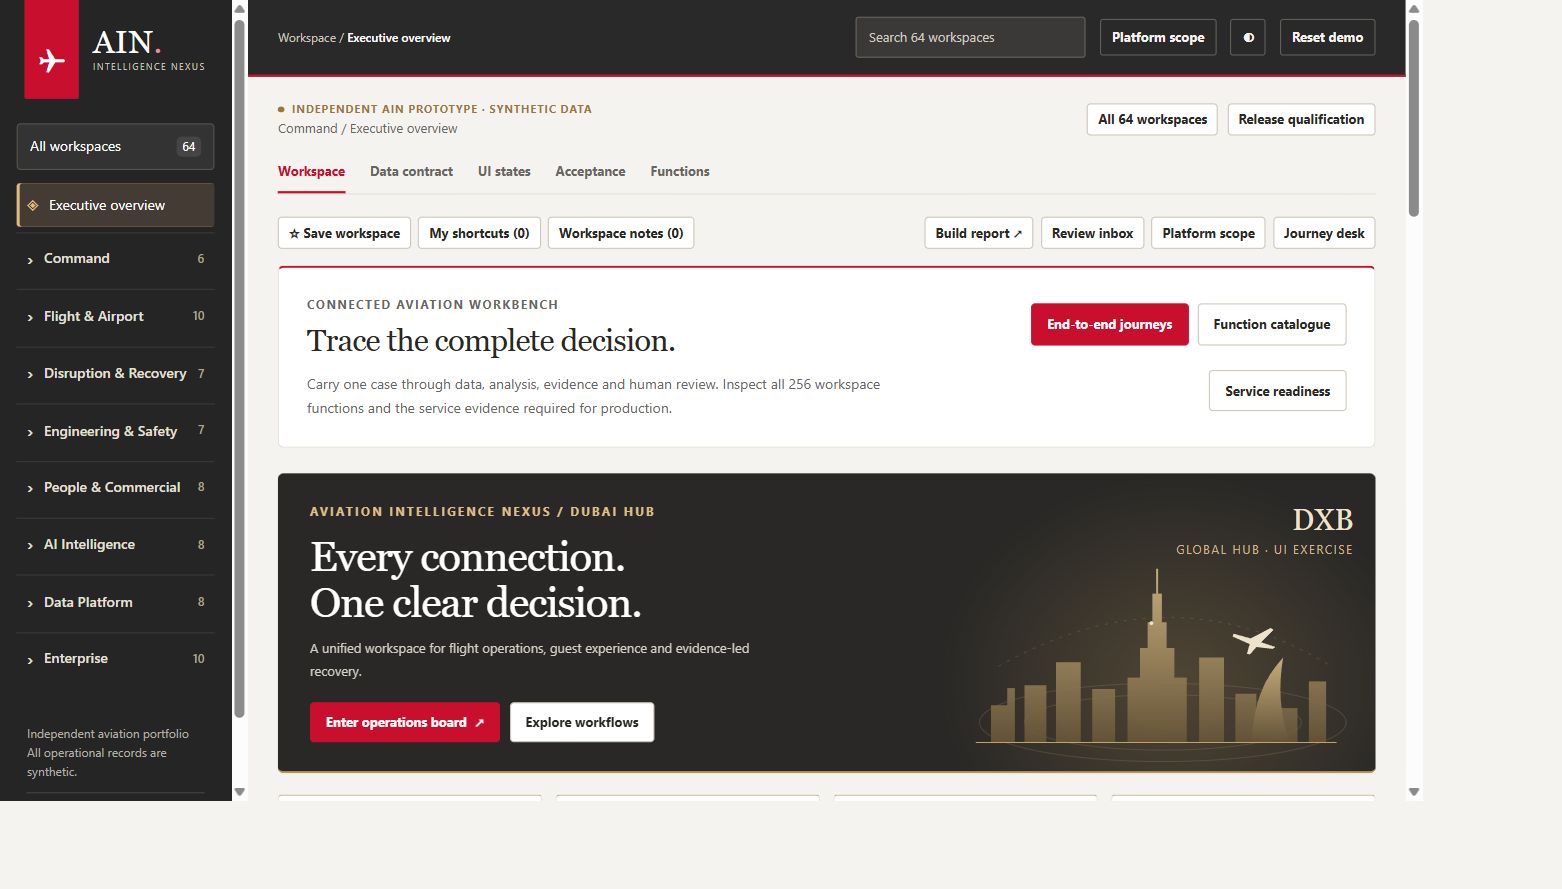 AIN.
INTELLIGENCE NEXUS
All workspaces 64
Executive overview
Command 6
Flight & Airport 10
Disruption & Recovery 7
Engineering & Safety 7
People & Commercial 8
AI Intelligence 8
Data Platform 8
Enterprise 10
Independent aviation portfolio
All operational records are
synthetic.
Workspace / Executive overview
Search 64 workspaces
Platform scope
Reset demo
INDEPENDENT AIN PROTOTYPE · SYNTHETIC DATA
Command / Executive overview
All 64 workspaces
Release qualification
Workspace Data contract UI states Acceptance Functions
☆ Save workspace My shortcuts (0) Workspace notes (0) Build report ↗ Review inbox Platform scope Journey desk
CONNECTED AVIATION WORKBENCH
Trace the complete decision.
Carry one case through data, analysis, evidence and human review. Inspect all 256 workspace
functions and the service evidence required for production.
End-to-end journeys Function catalogue
Service readiness
AVIATION INTELLIGENCE NEXUS / DUBAI HUB
Every connection.
One clear decision.
A unified workspace for flight operations, guest experience and evidence-led
recovery.
Enter operations board ↗ Explore workflows
DXB
GLOBAL HUB · UI EXERCISE